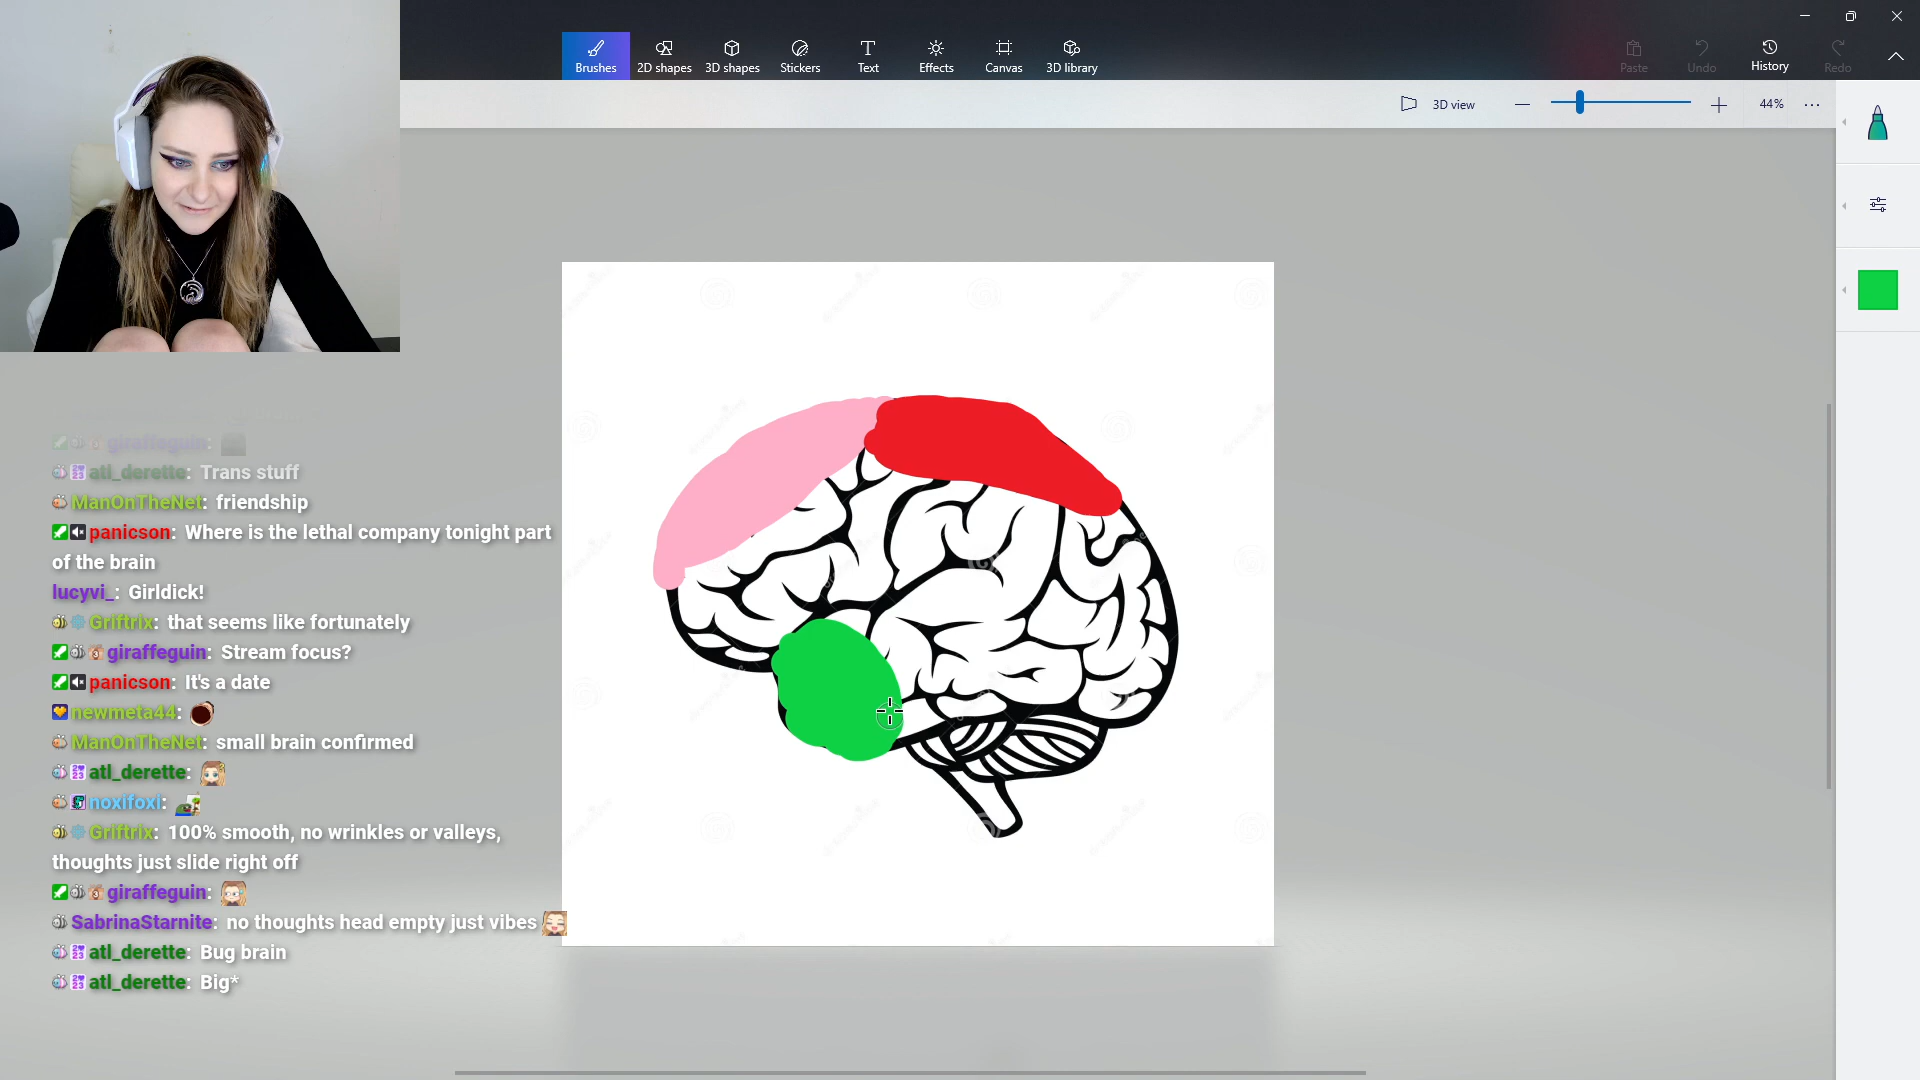 Brushes 2D shapes 3D shapes Stickers Text Effects Canvas 3D library Paste Undo History Redo
3D view 44%
giraffeguin:
atl_derette: Trans stuff
ManOnTheNet: friendship
panicson: Where is the lethal company tonight part
of the brain
lucyvi_: Girldick!
Griftrix: that seems like fortunately
giraffeguin: Stream focus?
panicson: It's a date
newmeta44:
ManOnTheNet: small brain confirmed
atl_derette:
noxifoxi:
Griftrix: 100% smooth, no wrinkles or valleys,
thoughts just slide right off
giraffeguin:
SabrinaStarnite: no thoughts head empty just vibes
atl_derette: Bug brain
atl_derette: Big*